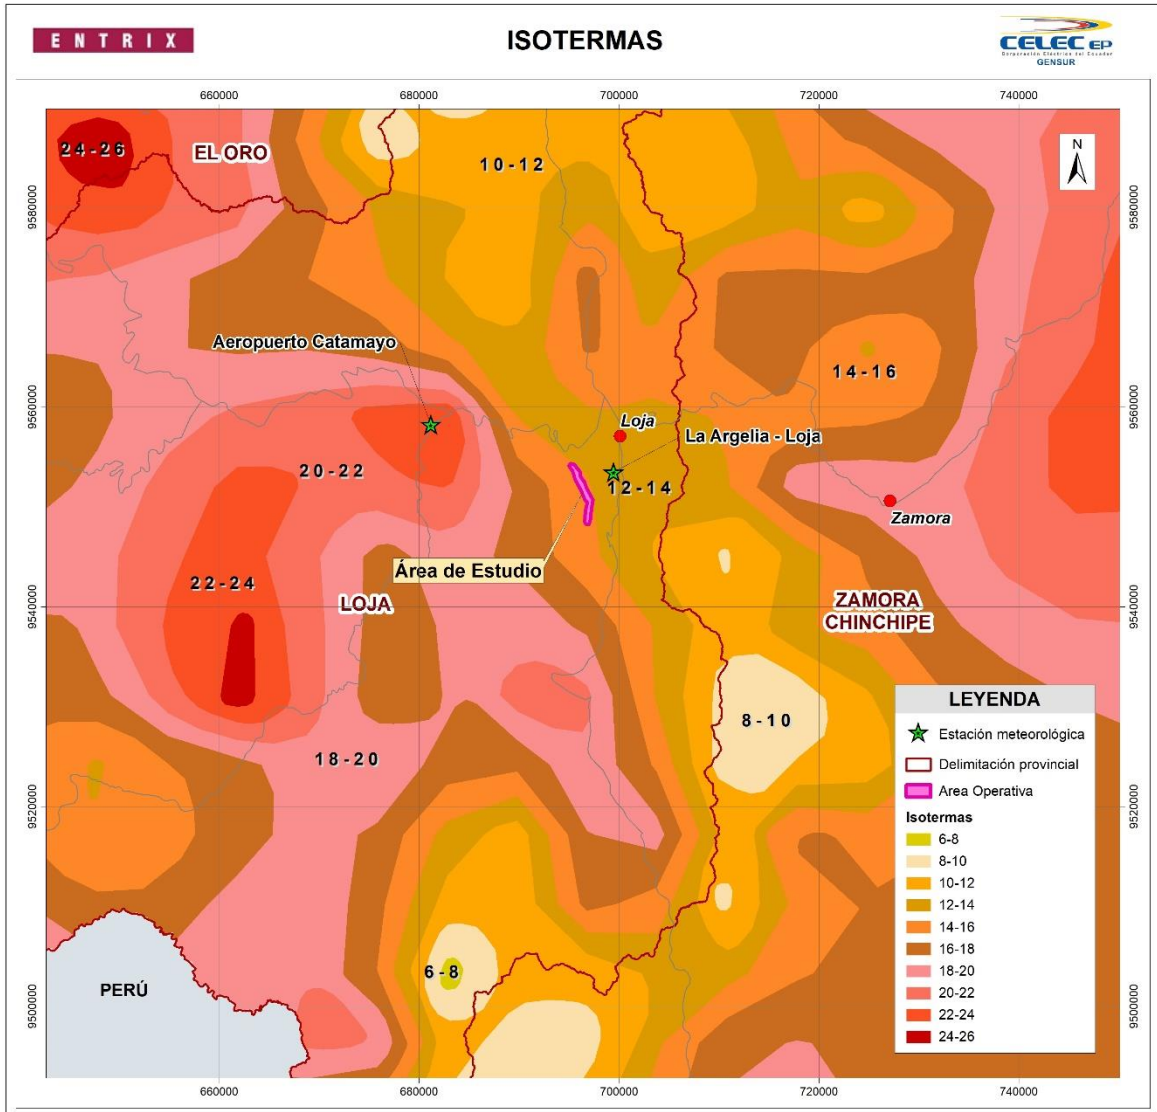 ENTRIX
ISOTERMAS
CELEC EP
Corporación Eléctrica del Ecuador
GENSUR
660000
680000
700000
720000
740000
24-26
EL ORO
10-12
N
9580000
9580000
Aeropuerto Catamayo
14-16
9560000
9560000
Loja
La Argelia - Loja
20-22
12-14
Zamora
Área de Estudio
22-24
LOJA
ZAMORA
CHINCHIPE
9540000
9540000
8-10
18-20
LEYENDA
Estación meteorológica
Delimitación provincial
Area Operativa
Isotermas
6-8
8-10
10-12
12-14
14-16
16-18
18-20
20-22
22-24
24-26
9520000
9520000
6-8
PERÚ
9500000
9500000
660000
680000
700000
720000
740000